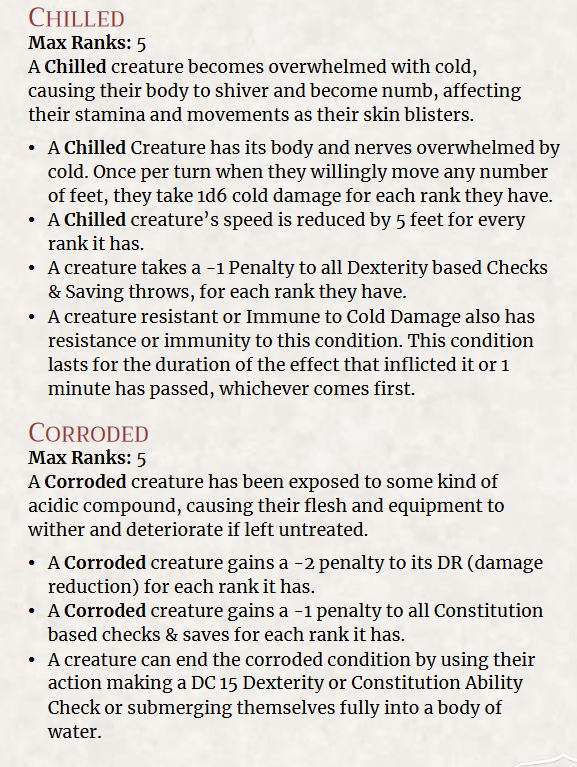 CHILLED
Max Ranks: 5
A Chilled creature becomes overwhelmed with cold,
causing their body to shiver and become numb, affecting
their stamina and movements as their skin blisters.
• A Chilled Creature has its body and nerves overwhelmed by
cold. Once per turn when they willingly move any number
of feet, they take 1d6 cold damage for each rank they have.
• A Chilled creature's speed is reduced by 5 feet for every
rank it has.
• A creature takes a -1 Penalty to all Dexterity based Checks
& Saving throws, for each rank they have.
• A creature resistant or Immune to Cold Damage also has
resistance or immunity to this condition. This condition
lasts for the duration of the effect that inflicted it or 1
minute has passed, whichever comes first.
CORRODED
Max Ranks: 5
A Corroded creature has been exposed to some kind of
acidic compound, causing their flesh and equipment to
wither and deteriorate if left untreated.
• A Corroded creature gains a -2 penalty to its DR (damage
reduction) for each rank it has.
• A Corroded creature gains a -1 penalty to all Constitution
based checks & saves for each rank it has.
• A creature can end the corroded condition by using their
action making a DC 15 Dexterity or Constitution Ability
Check or submerging themselves fully into a body of
water.